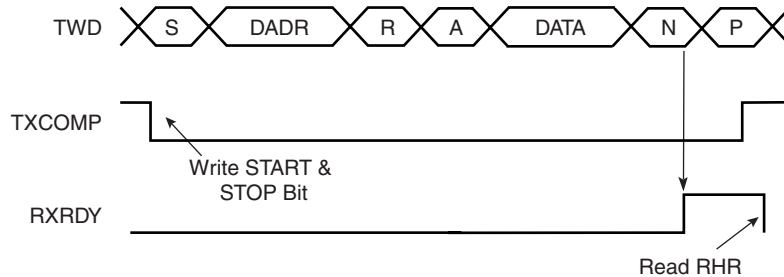 TWD S DADR R A DATA N P
TXCOMP
Write START &
STOP Bit
RXRDY
Read RHR